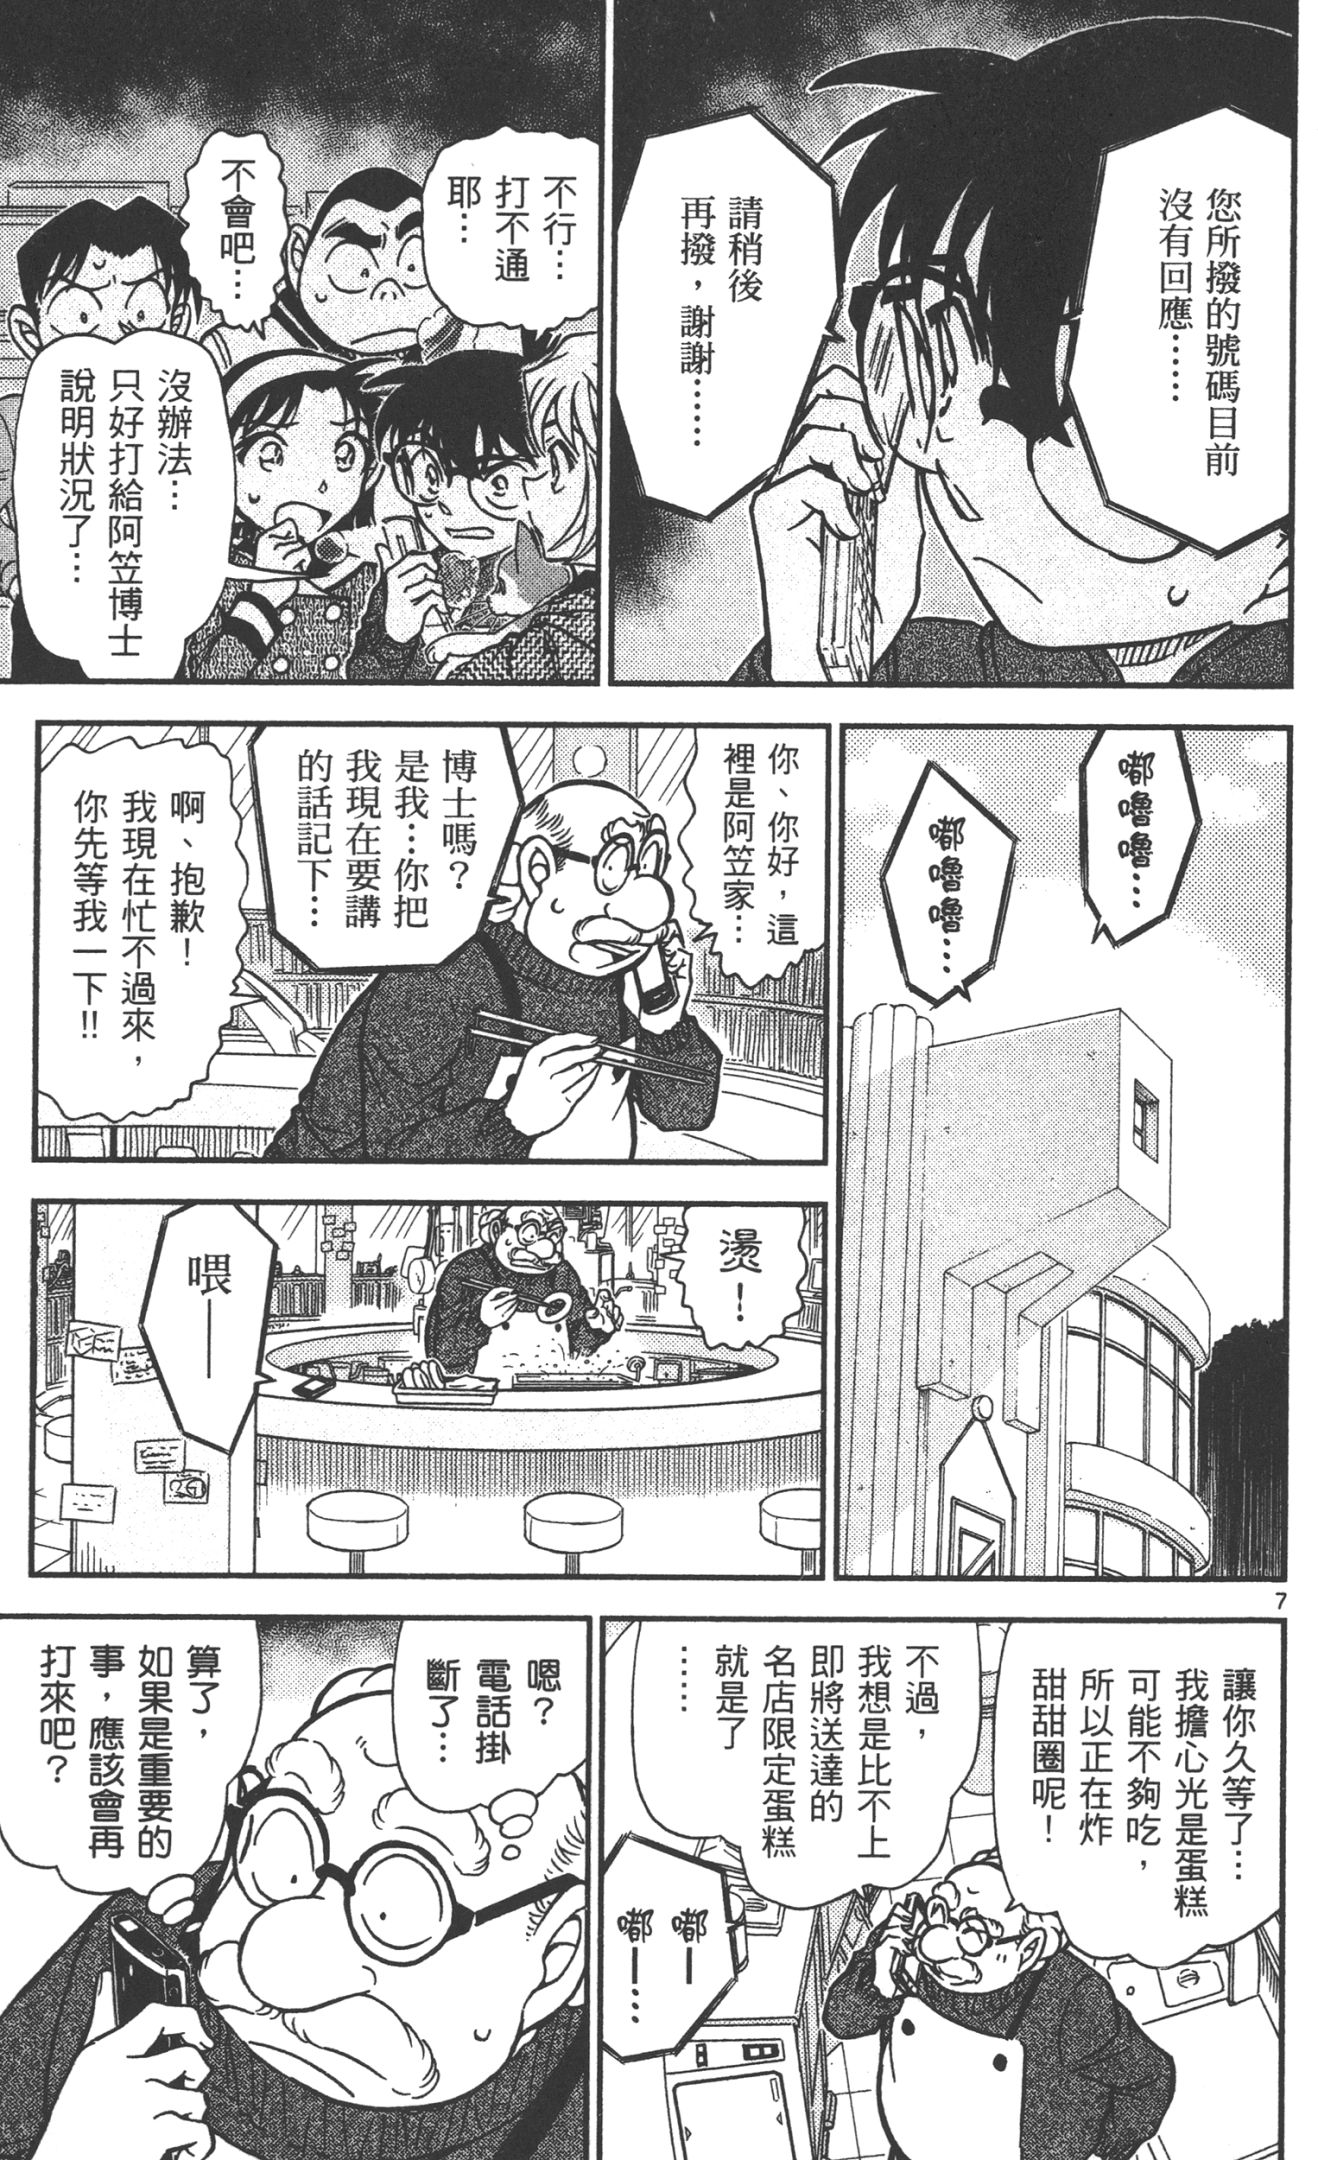 您所撥的號碼目前
沒有回應……
請稍後
再撥，謝謝……
不行…
打不通
耶…
不會吧…
沒辦法…
只好打給阿笠博士
說明狀況了…
嘟嚕嚕…
嘟嚕嚕…
你、你好，這
裡是阿笠家…
博士嗎？
是我…你把
我現在要講
的話記下…
啊、抱歉！
我現在忙不過來，
你先等我一下!!
燙！
喂——
7
讓你久等了…
我擔心光是蛋糕
可能不夠吃，
所以正在炸
甜甜圈呢！
不過，
我想是比不上
即將送達的
名店限定蛋糕
就是了
……
嘟—
嘟—…
嗯？
電話掛
斷了…
算了，
如果是重要的
事，應該會再
打來吧？